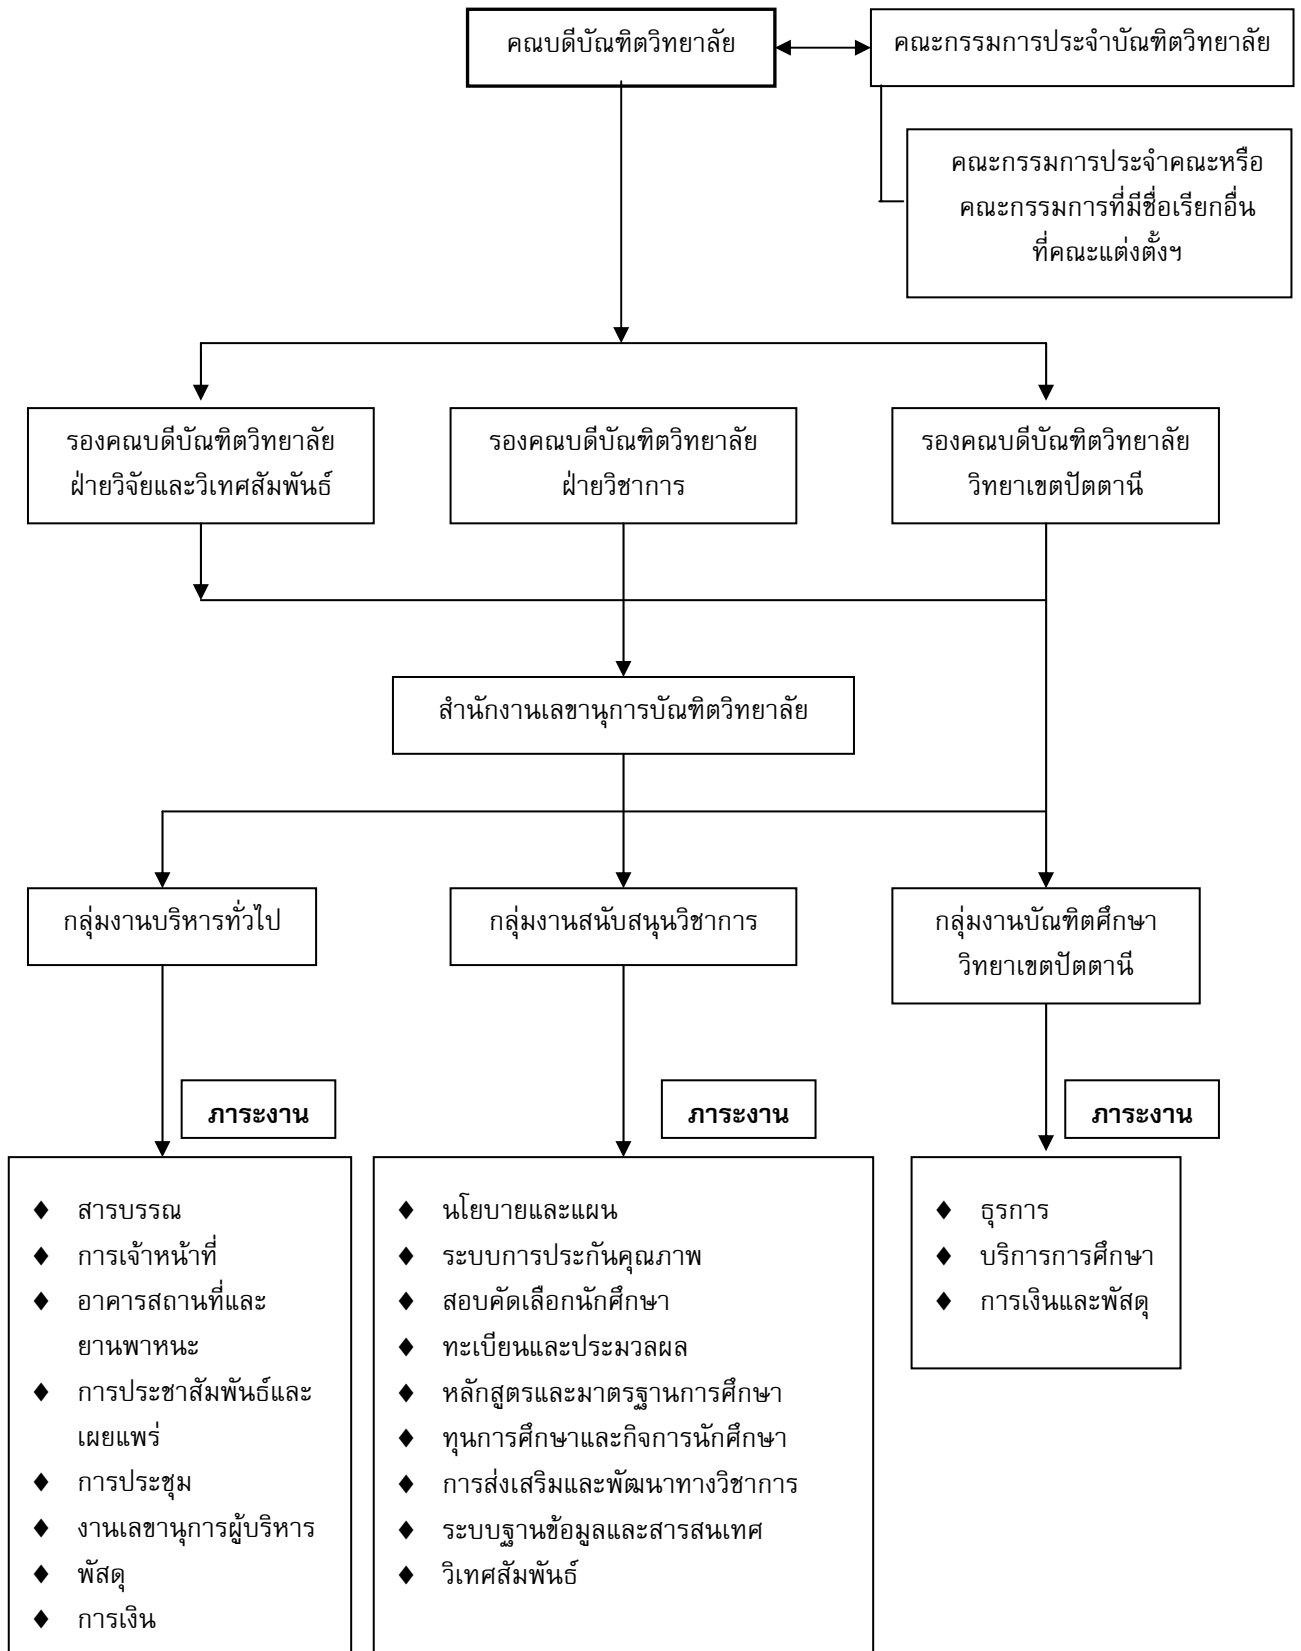 คณบดีบัณฑิตวิทยาลัย
คณะกรรมการประจำบัณฑิตวิทยาลัย
คณะกรรมการประจำคณะหรือ
คณะกรรมการที่มีชื่อเรียกอื่น
ที่คณะแต่งตั้งฯ
รองคณบดีบัณฑิตวิทยาลัย
ฝ่ายวิจัยและวิเทศสัมพันธ์
รองคณบดีบัณฑิตวิทยาลัย
ฝ่ายวิชาการ
รองคณบดีบัณฑิตวิทยาลัย
วิทยาเขตปัตตานี
สำนักงานเลขานุการบัณฑิตวิทยาลัย
กลุ่มงานบริหารทั่วไป
กลุ่มงานสนับสนุนวิชาการ
กลุ่มงานบัณฑิตศึกษา
วิทยาเขตปัตตานี
ภาระงาน
ภาระงาน
ภาระงาน
♦ สารบรรณ
♦ การเจ้าหน้าที่
♦ อาคารสถานที่และ
ยานพาหนะ
♦ การประชาสัมพันธ์และ
เผยแพร่
♦ การประชุม
♦ งานเลขานุการผู้บริหาร
♦ พัสดุ
♦ การเงิน
♦ นโยบายและแผน
♦ ระบบการประกันคุณภาพ
♦ สอบคัดเลือกนักศึกษา
♦ ทะเบียนและประมวลผล
♦ หลักสูตรและมาตรฐานการศึกษา
♦ ทุนการศึกษาและกิจการนักศึกษา
♦ การส่งเสริมและพัฒนาทางวิชาการ
♦ ระบบฐานข้อมูลและสารสนเทศ
♦ วิเทศสัมพันธ์
♦ ธุรการ
♦ บริการการศึกษา
♦ การเงินและพัสดุ